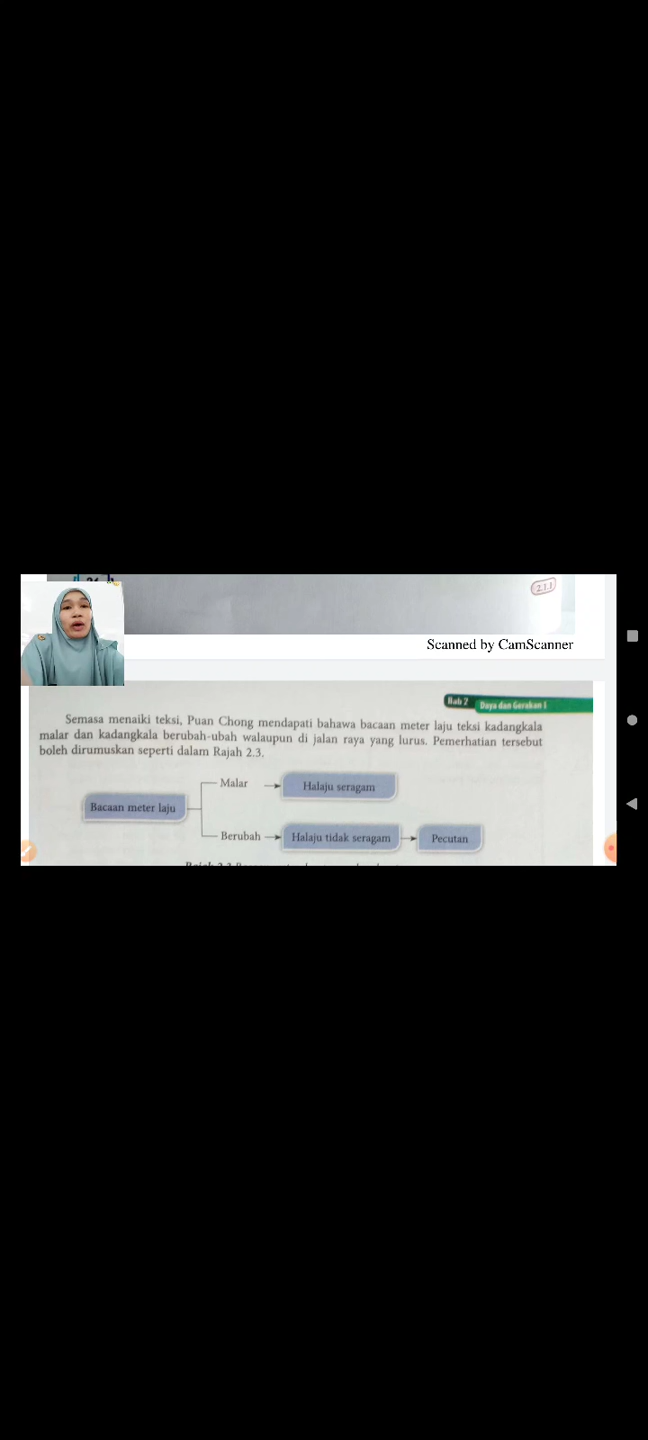 2.1.1
Scanned by CamScanner
Bab 2 Daya dan Gerakan I
Semasa menaiki teksi, Puan Chong mendapati bahawa bacaan meter laju teksi kadangkala
malar dan kadangkala berubah-ubah walaupun di jalan raya yang lurus. Pemerhatian tersebut
boleh dirumuskan seperti dalam Rajah 2.3.
Malar
Halaju seragam
Bacaan meter laju
Berubah
Halaju tidak seragam
Pecutan